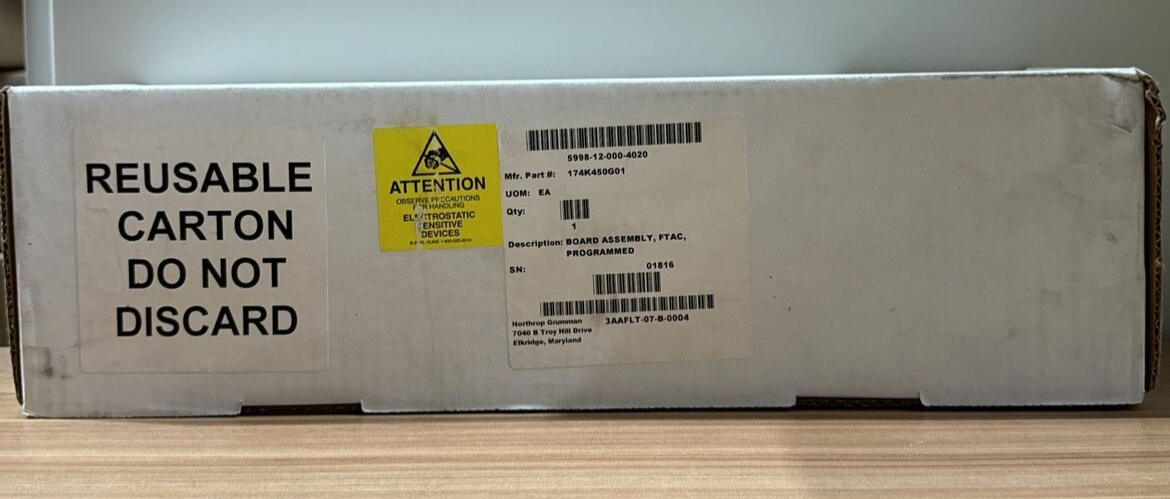 REUSABLE
CARTON
DO NOT
DISCARD
ATTENTION
OBSERVE PRECAUTIONS
FOR HANDLING
ELECTROSTATIC
SENSITIVE
DEVICES
5998-12-000-4020
Mfr. Part #: 174K450G01
UOM: EA
Qty:
1
Description: BOARD ASSEMBLY, FTAC,
PROGRAMMED
SN: 01816
3AAFLT-07-B-0004
Northrop Grumman
7040 B Troy Hill Drive
Elkridge, Maryland